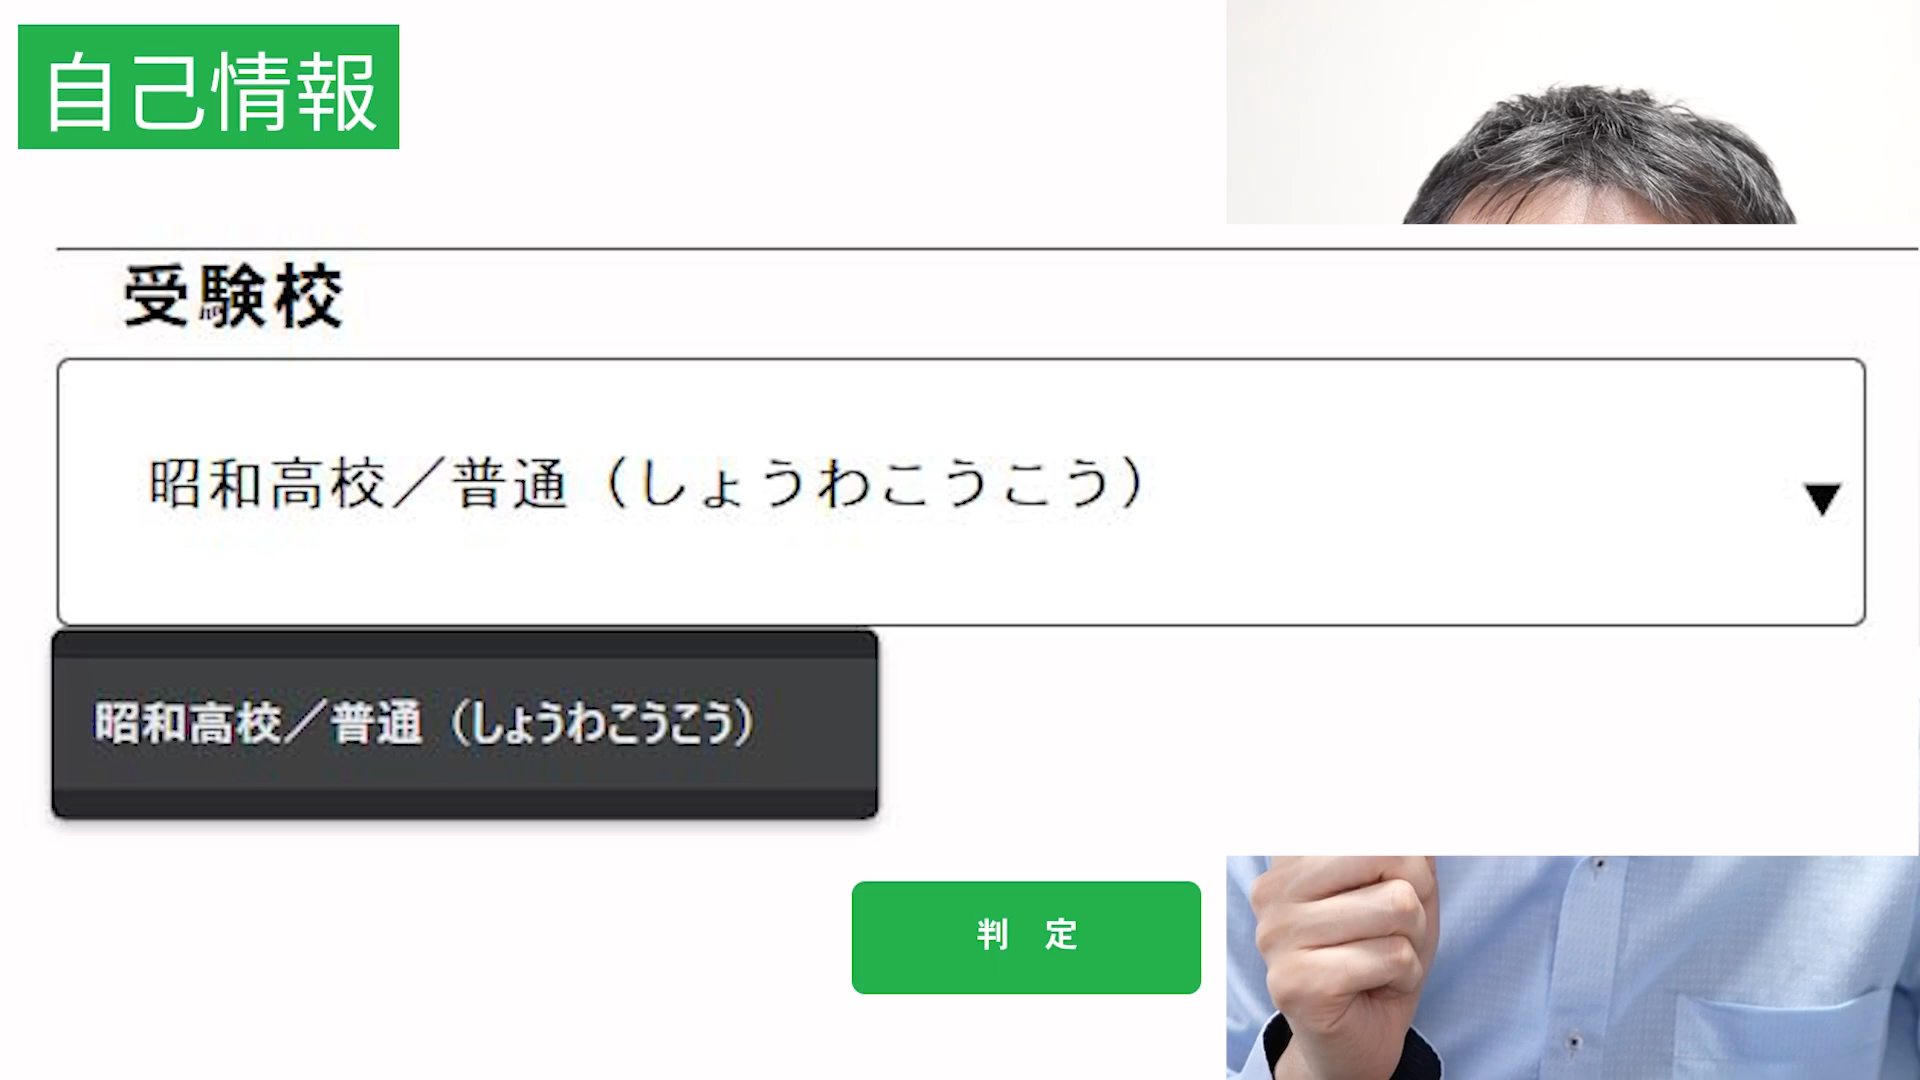 自己情報
受験校
昭和高校／普通（しょうわこうこう）
▼
昭和高校／普通（しょうわこうこう）
判　定